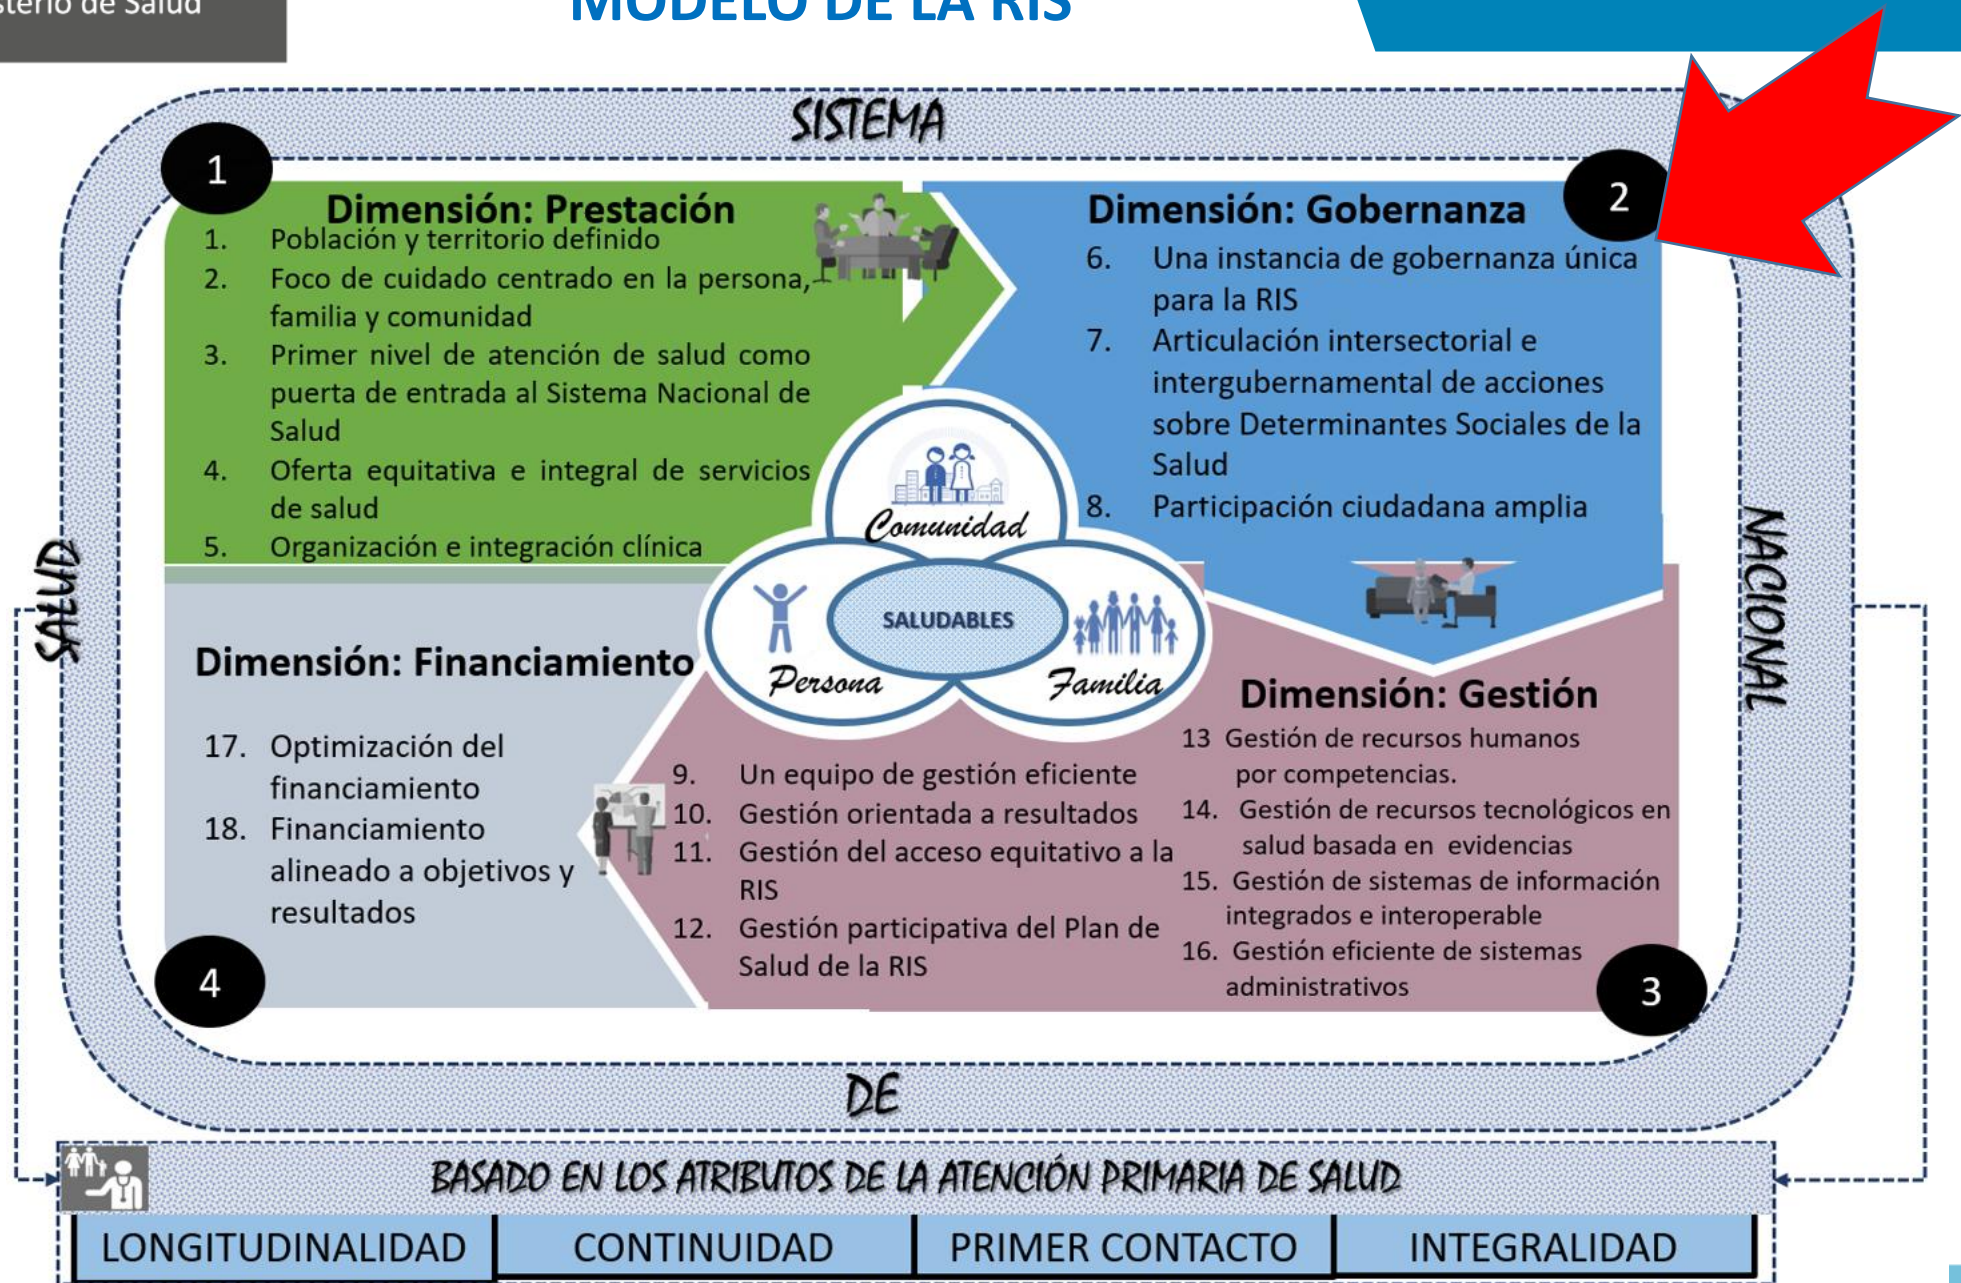 Ministerio de Salud
MODELO DE LA RIS
SISTEMA
NACIONAL
DE
SALUD
1
Dimensión: Prestación
1. Población y territorio definido
2. Foco de cuidado centrado en la persona,
familia y comunidad
3. Primer nivel de atención de salud como
puerta de entrada al Sistema Nacional de
Salud
4. Oferta equitativa e integral de servicios
de salud
5. Organización e integración clínica
2
Dimensión: Gobernanza
6. Una instancia de gobernanza única
para la RIS
7. Articulación intersectorial e
intergubernamental de acciones
sobre Determinantes Sociales de la
Salud
8. Participación ciudadana amplia
Comunidad
SALUDABLES
Persona
Familia
Dimensión: Gestión
9. Un equipo de gestión eficiente
10. Gestión orientada a resultados
11. Gestión del acceso equitativo a la
RIS
12. Gestión participativa del Plan de
Salud de la RIS
13 Gestión de recursos humanos
por competencias.
14. Gestión de recursos tecnológicos en
salud basada en evidencias
15. Gestión de sistemas de información
integrados e interoperable
16. Gestión eficiente de sistemas
administrativos
3
Dimensión: Financiamiento
17. Optimización del
financiamiento
18. Financiamiento
alineado a objetivos y
resultados
4
BASADO EN LOS ATRIBUTOS DE LA ATENCIÓN PRIMARIA DE SALUD
LONGITUDINALIDAD
CONTINUIDAD
PRIMER CONTACTO
INTEGRALIDAD